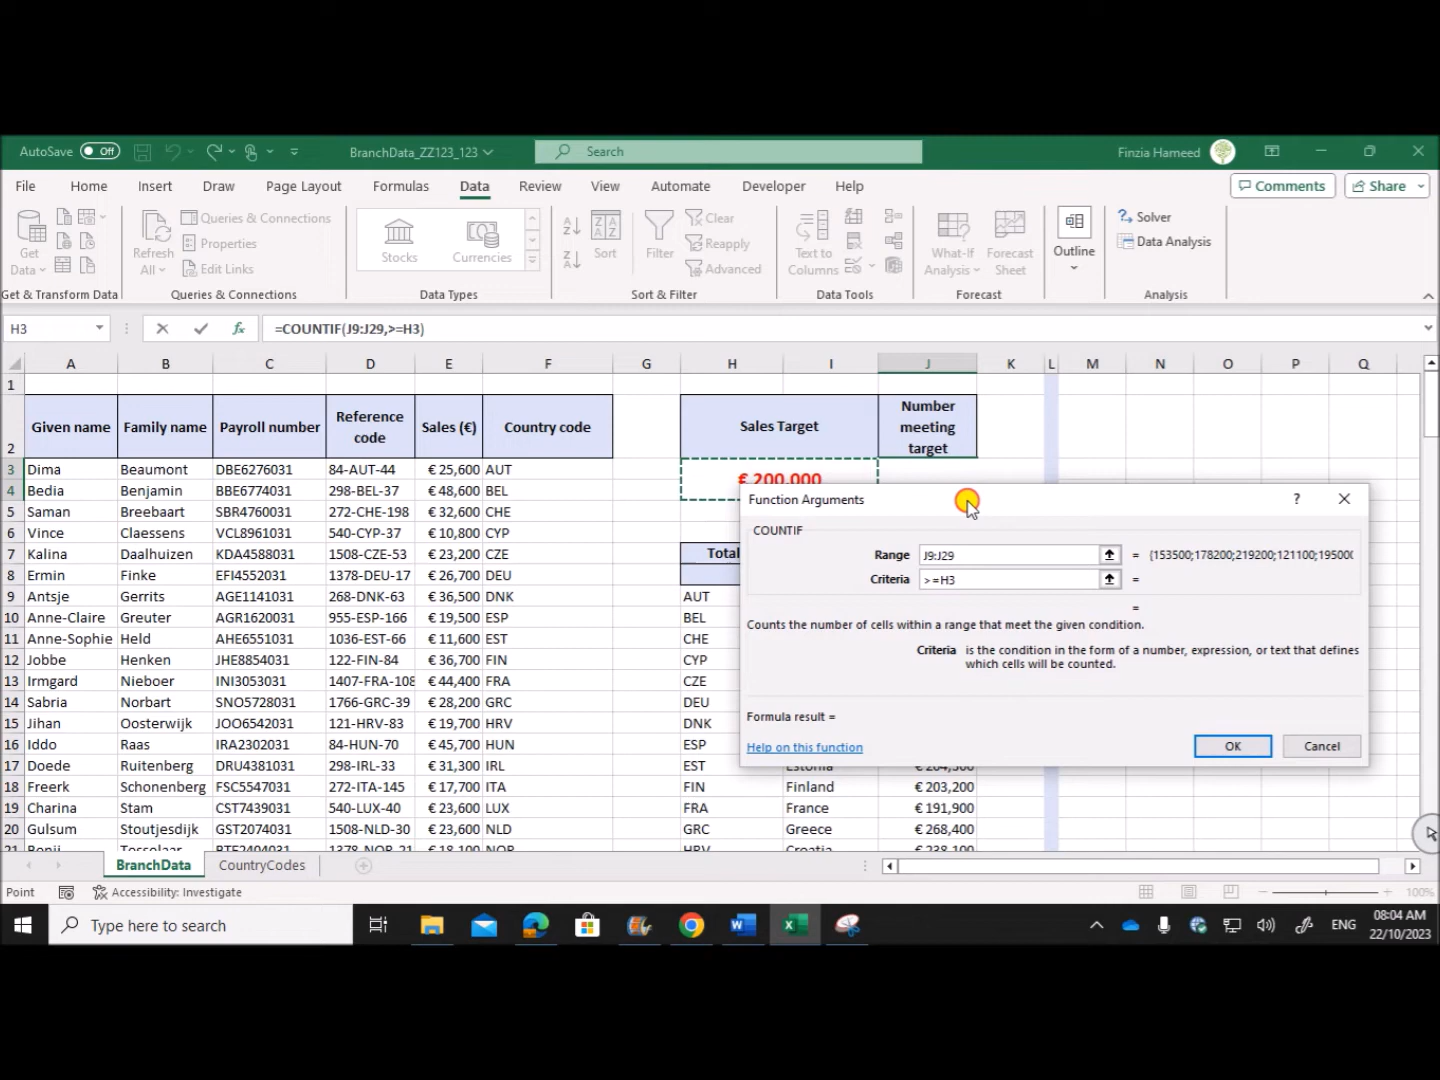 AutoSave Off BranchData_ZZ123_123 Search Finzia Hameed
File Home Insert Draw Page Layout Formulas Data Review View Automate Developer Help Comments Share
Get Data Refresh All Queries & Connections Properties Edit Links Stocks Currencies Sort Filter Clear Reapply Advanced Text to Columns What-If Analysis Forecast Sheet Outline Solver Data Analysis
Get & Transform Data Queries & Connections Data Types Sort & Filter Data Tools Forecast Analysis
H3 fx =COUNTIF(J9:J29,>=H3)
A B C D E F G H I J K L M N O P Q
1
2 Given name Family name Payroll number Reference code Sales (€) Country code Sales Target Number meeting target
3 Dima Beaumont DBE6276031 84-AUT-44 € 25,600 AUT € 200,000
4 Bedia Benjamin BBE6774031 298-BEL-37 € 48,600 BEL
5 Saman Breebaart SBR4760031 272-CHE-198 € 32,600 CHE
6 Vince Claessens VCL8961031 540-CYP-37 € 10,800 CYP
7 Kalina Daalhuizen KDA4588031 1508-CZE-53 € 23,200 CZE Total
8 Ermin Finke EFI4552031 1378-DEU-17 € 26,700 DEU
9 Antsje Gerrits AGE1141031 268-DNK-63 € 36,500 DNK AUT
10 Anne-Claire Greuter AGR1620031 955-ESP-166 € 19,500 ESP BEL
11 Anne-Sophie Held AHE6551031 1036-EST-66 € 11,600 EST CHE
12 Jobbe Henken JHE8854031 122-FIN-84 € 36,700 FIN CYP
13 Irmgard Nieboer INI3053031 1407-FRA-108 € 44,400 FRA CZE
14 Sabria Norbart SNO5728031 1766-GRC-39 € 28,200 GRC DEU
15 Jihan Oosterwijk JOO6542031 121-HRV-83 € 19,700 HRV DNK
16 Iddo Raas IRA2302031 84-HUN-70 € 45,700 HUN ESP
17 Doede Ruitenberg DRU4381031 298-IRL-33 € 31,300 IRL EST Estonia
18 Freerk Schonenberg FSC5547031 272-ITA-145 € 17,700 ITA FIN Finland € 203,200
19 Charina Stam CST7439031 540-LUX-40 € 23,600 LUX FRA France € 191,900
20 Gulsum Stoutjesdijk GST2074031 1508-NLD-30 € 23,600 NLD GRC Greece € 268,400
Function Arguments ?
COUNTIF
Range J9:J29 = {153500;178200;219200;121100;195000
Criteria >=H3 =
=
Counts the number of cells within a range that meet the given condition.
Criteria is the condition in the form of a number, expression, or text that defines
which cells will be counted.
Formula result =
Help on this function OK Cancel
BranchData CountryCodes
Point Accessibility: Investigate 100%
Type here to search ENG 08:04 AM
22/10/2023